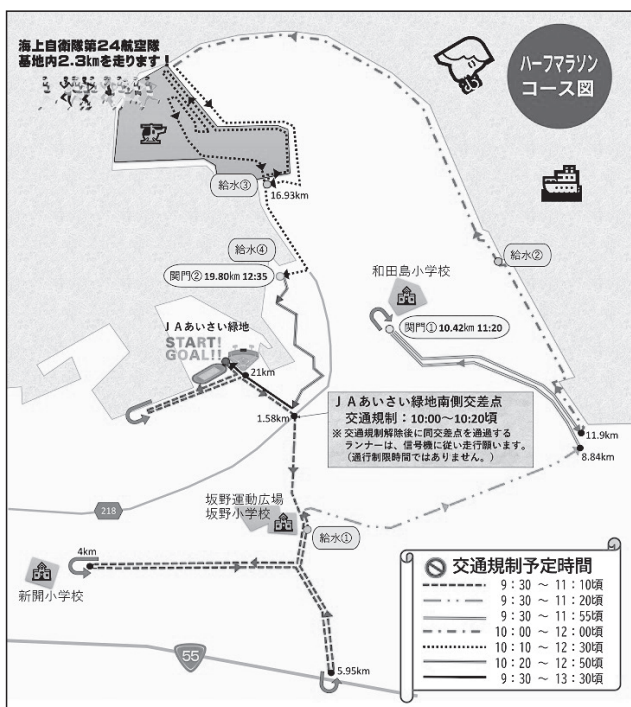 海上自衛隊第24航空隊
基地内2.3kmを走ります！
ハーフマラソン
コース図
給水③
16.93km
給水④
関門② 19.80km 12:35
給水②
和田島小学校
関門① 10.42km 11:20
ＪＡあいさい緑地
START!
GOAL!!
21km
1.58km
ＪＡあいさい緑地南側交差点
交通規制：10:00～10:20頃
※ 交通規制解除後に同交差点を通過する
ランナーは、信号機に従い走行願います。
（通行制限時間ではありません。）
11.9km
8.84km
218
坂野運動広場
坂野小学校
給水①
4km
新開小学校
55
5.95km
交通規制予定時間
9：30 ～ 11：10頃
9：30 ～ 11：20頃
9：30 ～ 11：55頃
10：00 ～ 12：00頃
10：10 ～ 12：30頃
10：20 ～ 12：50頃
9：30 ～ 13：30頃